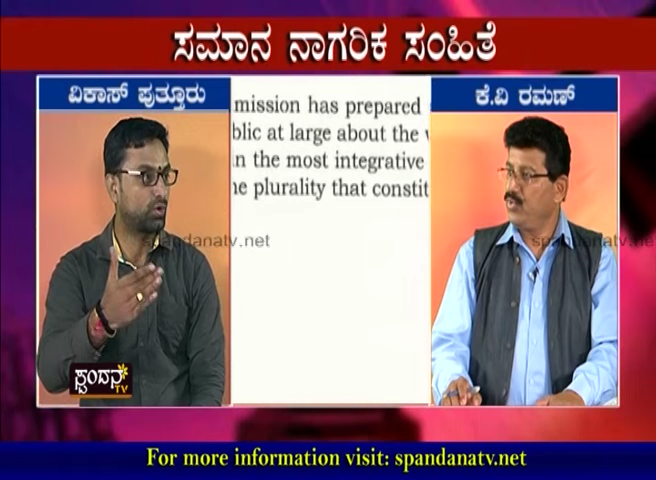 ಸಮಾನ ನಾಗರಿಕ ಸಂಹಿತೆ
ವಿಕಾಸ್ ಪುತ್ತೂರು
ಕೆ.ವಿ ರಮಣ್
mission has prepared
blic at large about the
n the most integrative
e plurality that constit
spandanatv.net
spandanatv.net
ಸ್ಪಂದನ
TV
For more information visit: spandanatv.net